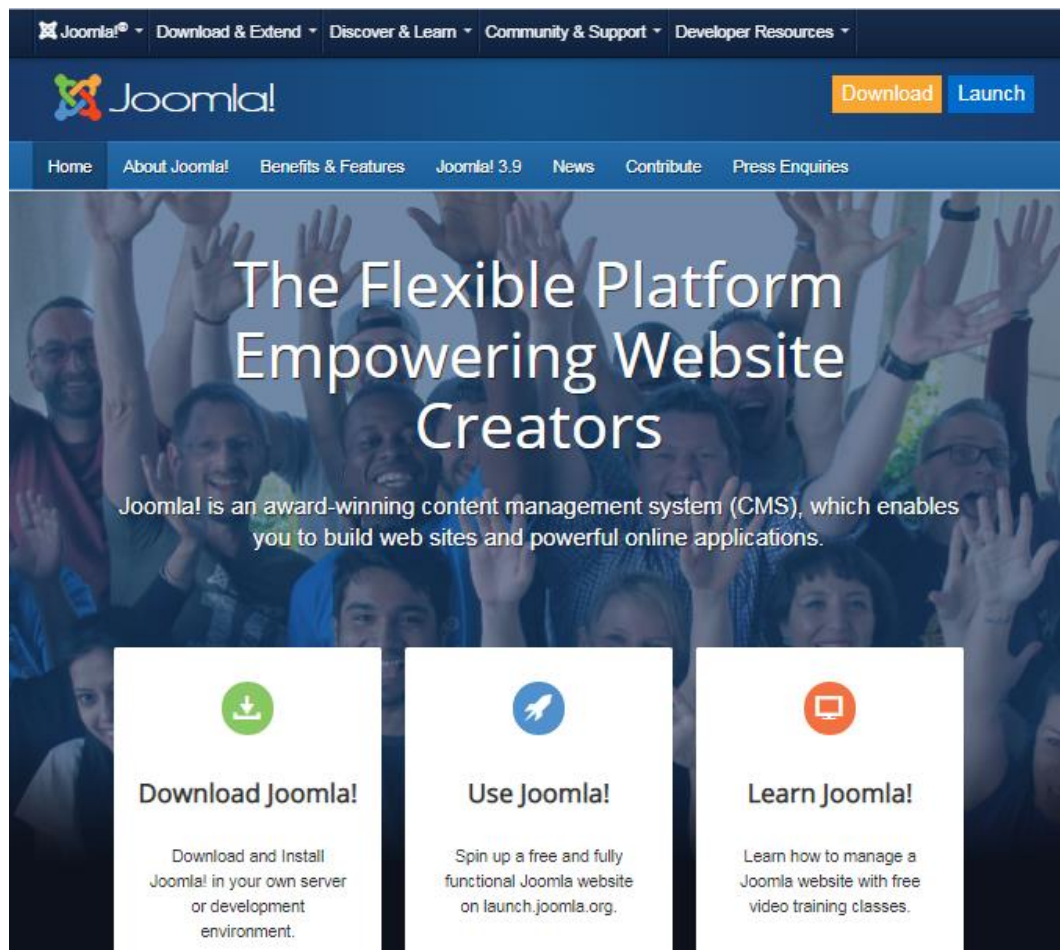 Joomla!® Download & Extend Discover & Learn Community & Support Developer Resources
Joomla!
Download Launch
Home About Joomla! Benefits & Features Joomla! 3.9 News Contribute Press Enquiries
The Flexible Platform
Empowering Website
Creators
Joomla! is an award-winning content management system (CMS), which enables
you to build web sites and powerful online applications.
Download Joomla!
Download and Install
Joomla! in your own server
or development
environment.
Use Joomla!
Spin up a free and fully
functional Joomla website
on launch.joomla.org.
Learn Joomla!
Learn how to manage a
Joomla website with free
video training classes.